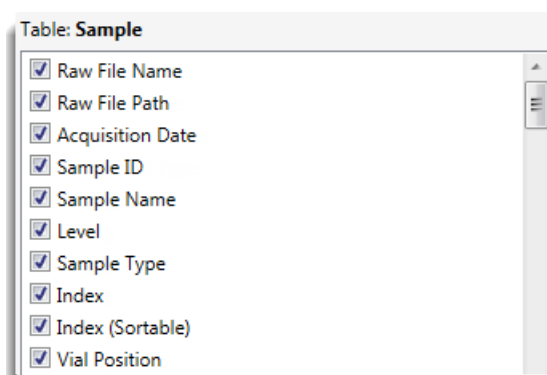 Table: Sample
Raw File Name
Raw File Path
Acquisition Date
Sample ID
Sample Name
Level
Sample Type
Index
Index (Sortable)
Vial Position